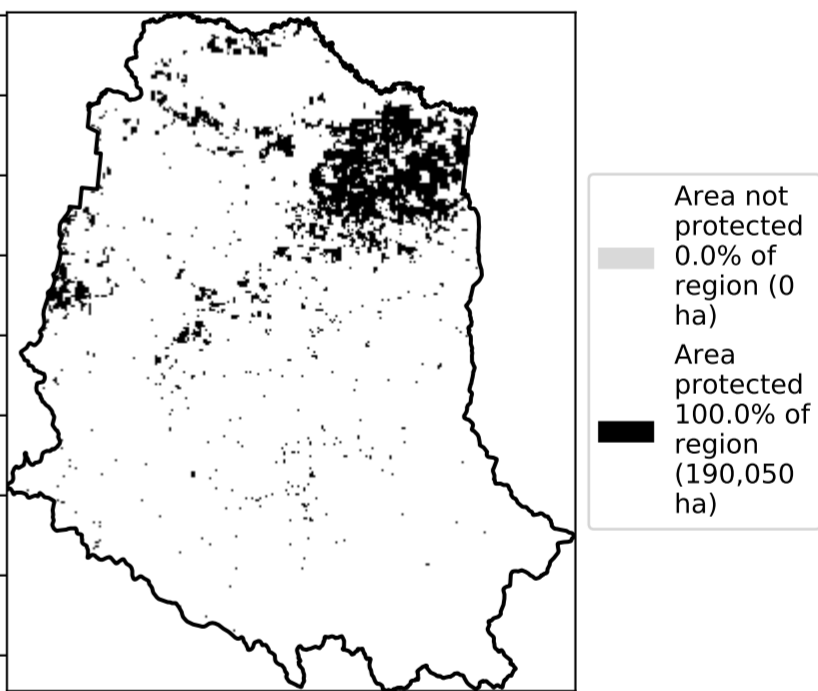 Area not
protected
0.0% of
region (0
ha)
Area
protected
100.0% of
region
(190,050
ha)